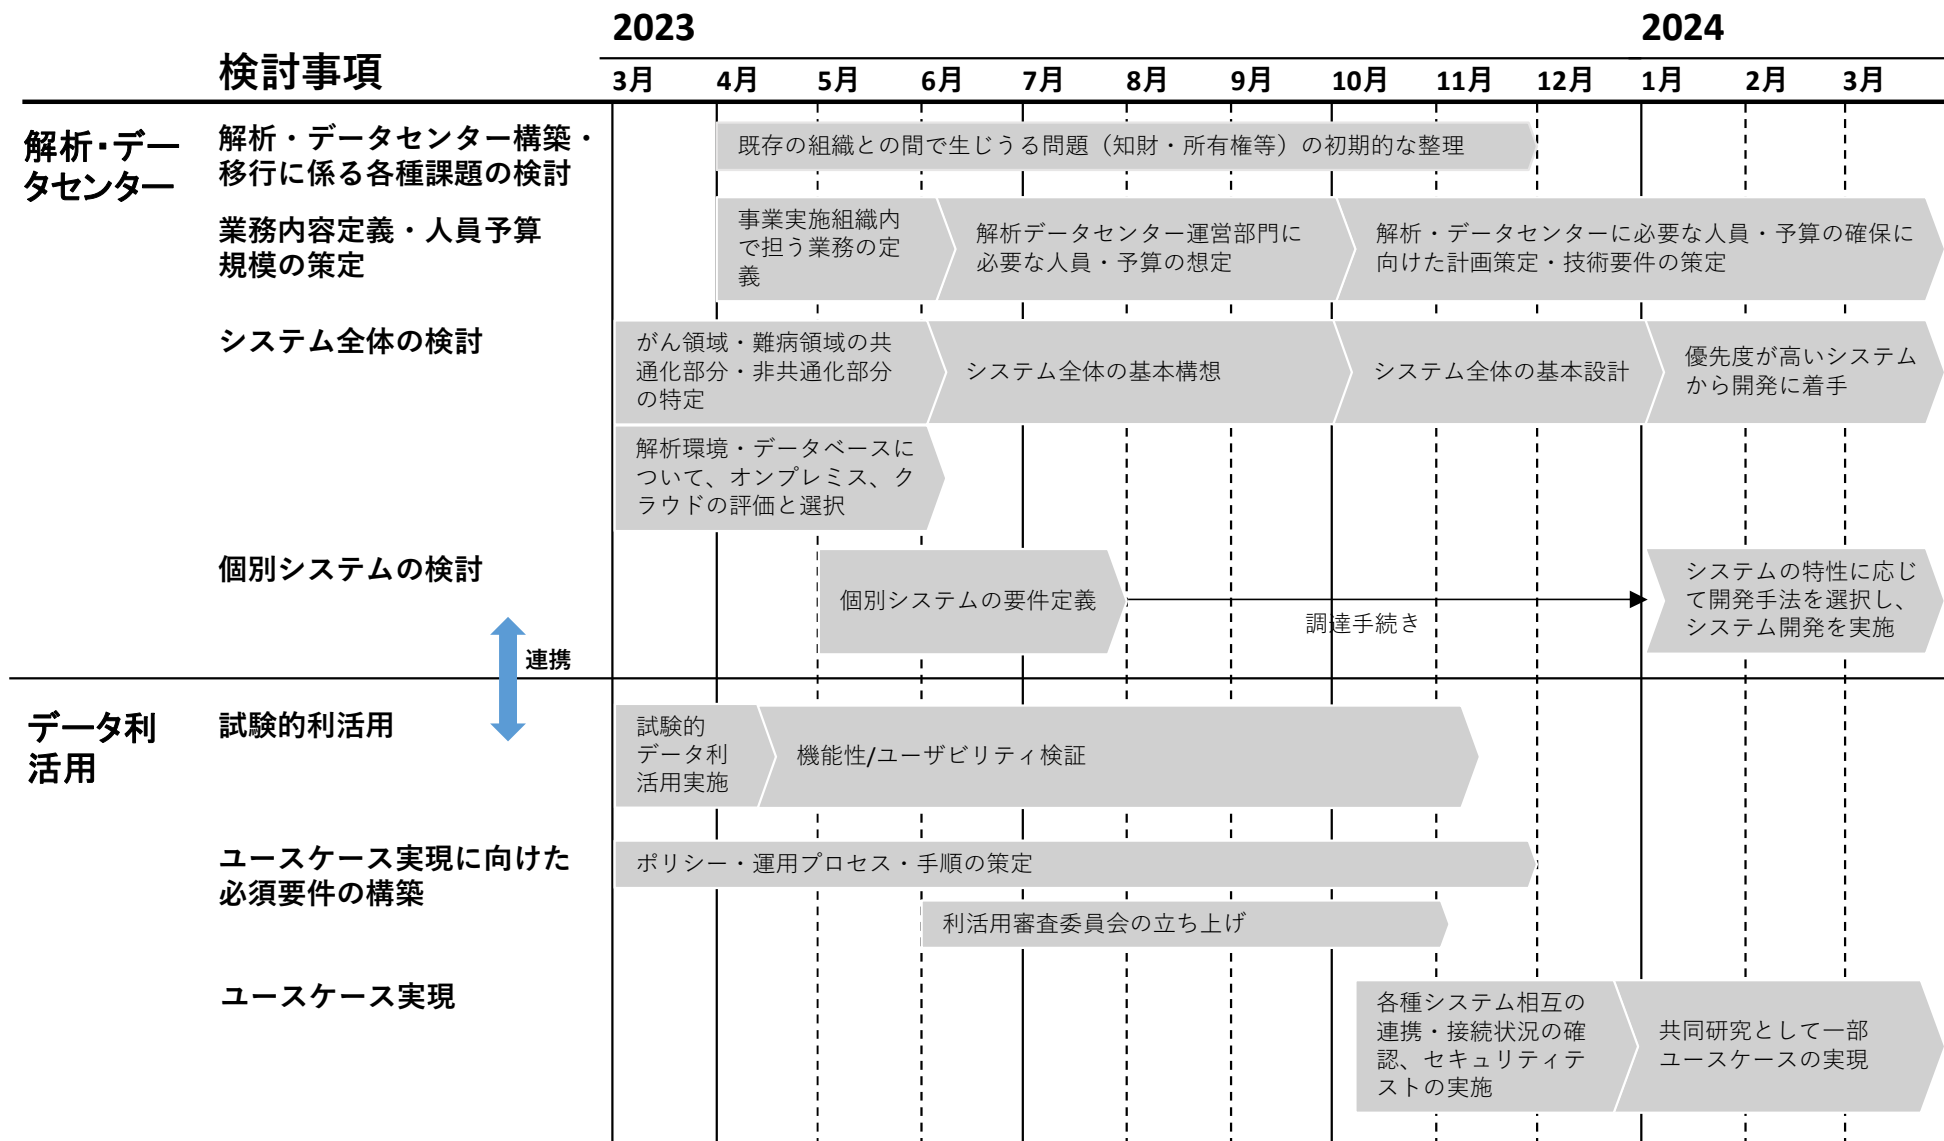 2023
2024
検討事項
3月 4月 5月 6月 7月 8月 9月 10月 11月 12月 1月 2月 3月
解析・デー
タセンター
解析・データセンター構築・
移行に係る各種課題の検討
既存の組織との間で生じうる問題（知財・所有権等）の初期的な整理
業務内容定義・人員予算
規模の策定
事業実施組織内
で担う業務の定
義
解析データセンター運営部門に
必要な人員・予算の想定
解析・データセンターに必要な人員・予算の確保に
向けた計画策定・技術要件の策定
システム全体の検討
がん領域・難病領域の共
通化部分・非共通化部分
の特定
システム全体の基本構想
システム全体の基本設計
優先度が高いシステム
から開発に着手
解析環境・データベースに
ついて、オンプレミス、ク
ラウドの評価と選択
個別システムの検討
個別システムの要件定義
調達手続き
システムの特性に応じ
て開発手法を選択し、
システム開発を実施
連携
データ利
活用
試験的利活用
試験的
データ利
活用実施
機能性/ユーザビリティ検証
ユースケース実現に向けた
必須要件の構築
ポリシー・運用プロセス・手順の策定
利活用審査委員会の立ち上げ
ユースケース実現
各種システム相互の
連携・接続状況の確
認、セキュリティテ
ストの実施
共同研究として一部
ユースケースの実現